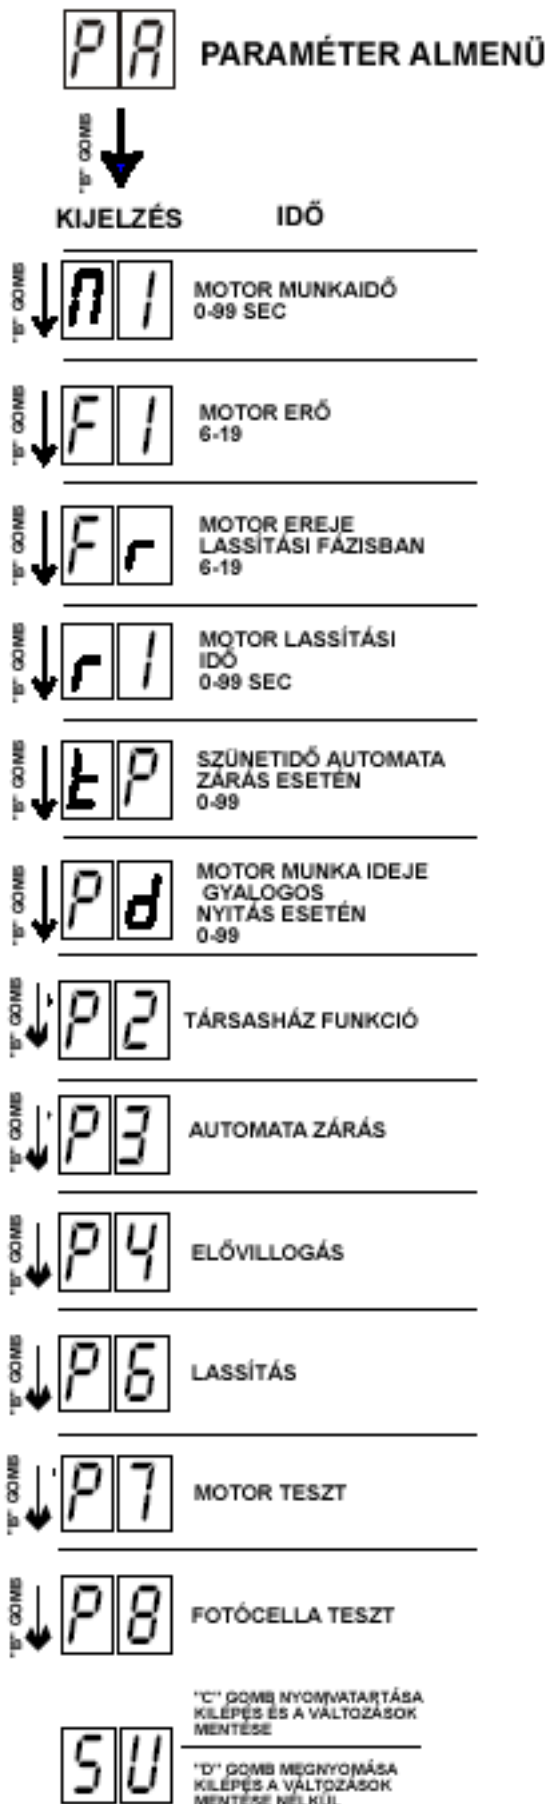 PA PARAMÉTER ALMENÜ
"B" GOMB
KIJELZÉS IDŐ
"B" GOMB
П1 MOTOR MUNKAIDŐ
0-99 SEC
"B" GOMB
F1 MOTOR ERŐ
6-19
"B" GOMB
Fr MOTOR EREJE
LASSÍTÁSI FÁZISBAN
6-19
"B" GOMB
r1 MOTOR LASSÍTÁSI
IDŐ
0-99 SEC
"B" GOMB
tP SZÜNETIDŐ AUTOMATA
ZÁRÁS ESETÉN
0-99
"B" GOMB
Pd MOTOR MUNKA IDEJE
GYALOGOS
NYITÁS ESETÉN
0-99
"B" GOMB
P2 TÁRSASHÁZ FUNKCIÓ
"B" GOMB
P3 AUTOMATA ZÁRÁS
"B" GOMB
P4 ELŐVILLOGÁS
"B" GOMB
P6 LASSÍTÁS
"B" GOMB
P7 MOTOR TESZT
"B" GOMB
P8 FOTÓCELLA TESZT
"C" GOMB NYOMVATARTÁSA
KILÉPÉS ÉS A VÁLTOZÁSOK
MENTÉSE
SU
"D" GOMB MEGNYOMÁSA
KILÉPÉS A VÁLTOZÁSOK
MENTÉSE NÉLKÜL